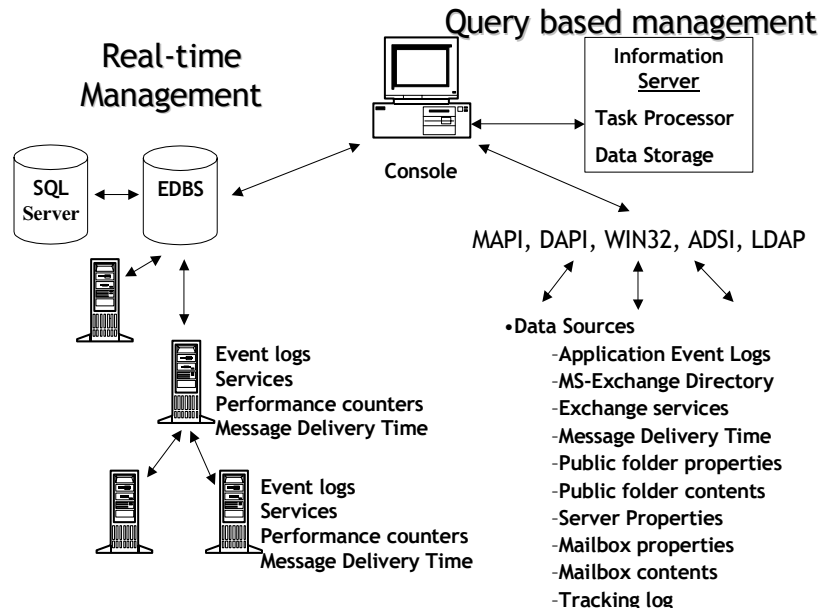 Query based management
Real-time
Management
Information
Server
Task Processor
Data Storage
Console
SQL
Server
EDBS
MAPI, DAPI, WIN32, ADSI, LDAP
•Data Sources
-Application Event Logs
-MS-Exchange Directory
-Exchange services
-Message Delivery Time
-Public folder properties
-Public folder contents
-Server Properties
-Mailbox properties
-Mailbox contents
-Tracking log
Event logs
Services
Performance counters
Message Delivery Time
Event logs
Services
Performance counters
Message Delivery Time